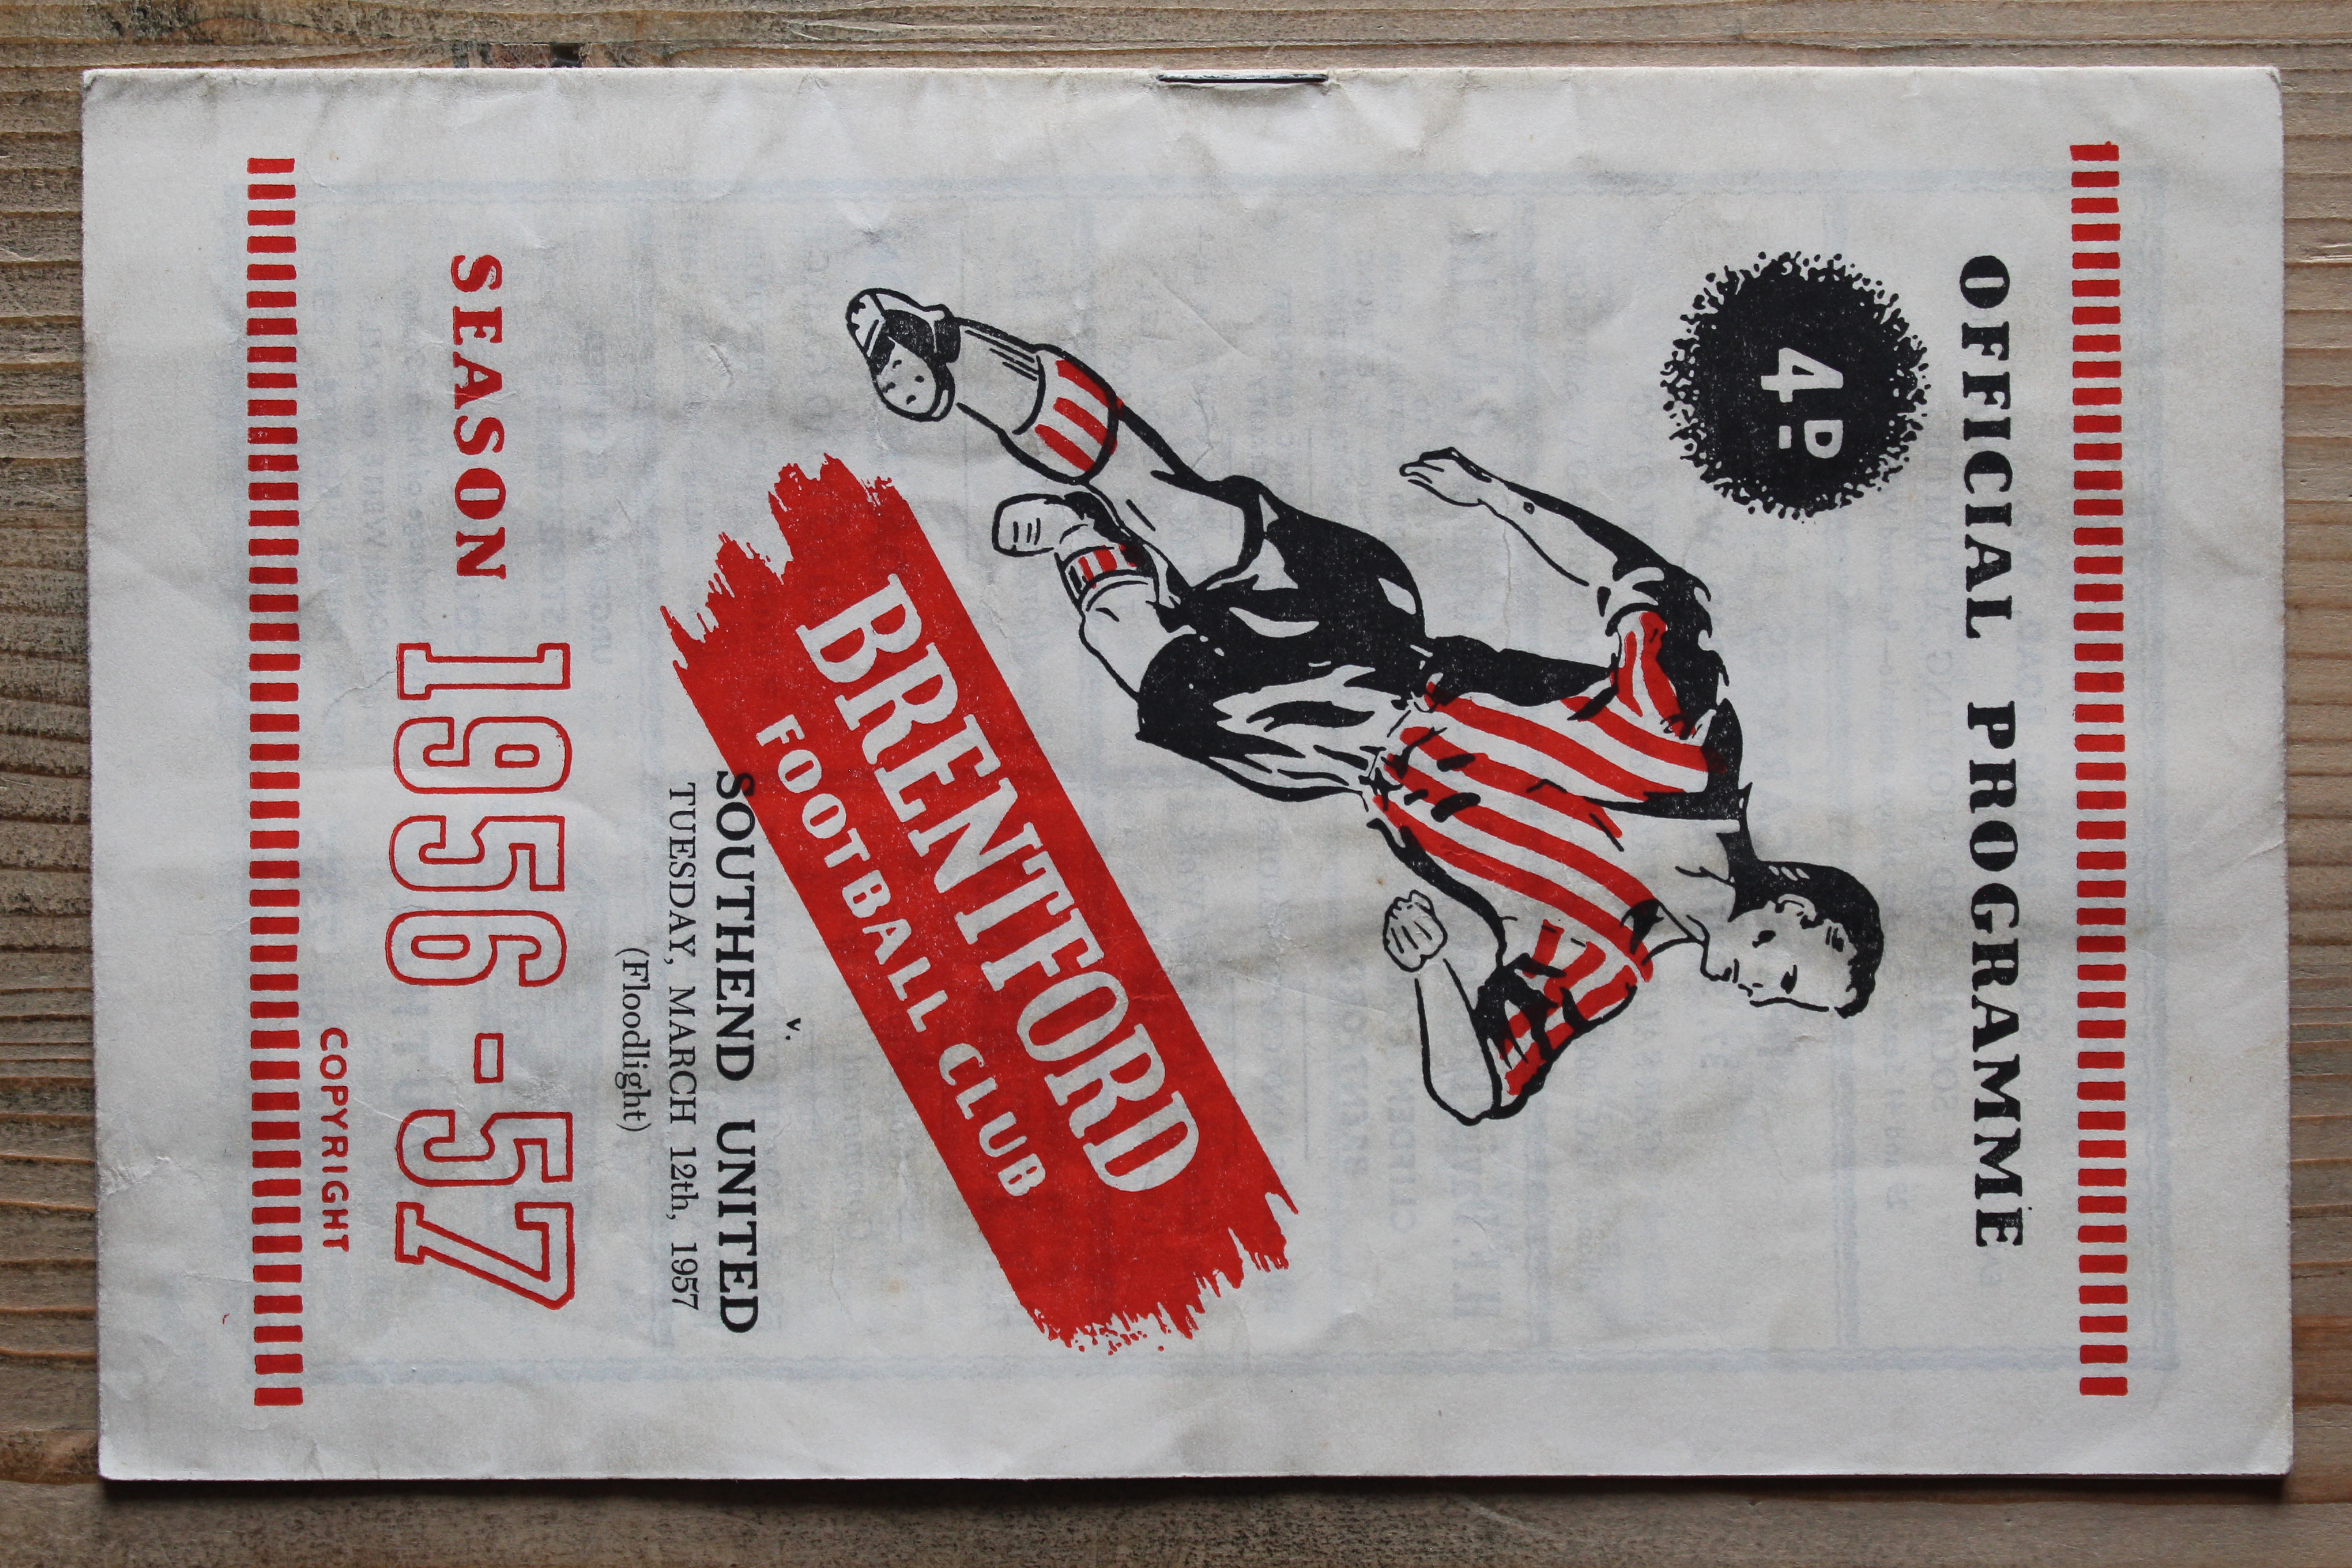 OFFICIAL PROGRAMME
4D
BRENTFORD
FOOTBALL CLUB
v.
SOUTHEND UNITED
TUESDAY, MARCH 12th, 1957
(Floodlight)
SEASON 1956-57
COPYRIGHT